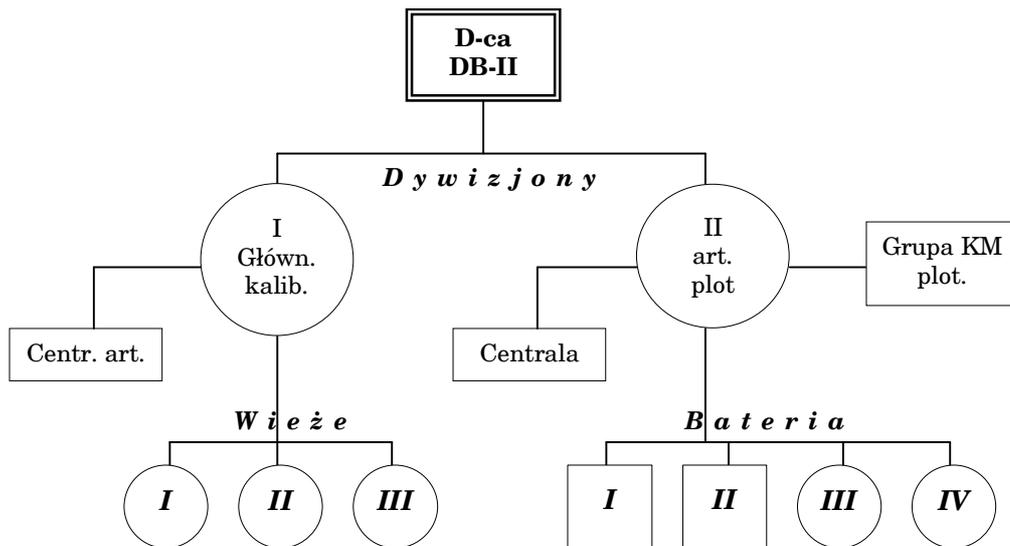 D-ca
DB-II
D y w i z j o n y
I
Główn.
kalib.
II
art.
plot
Grupa KM
plot.
Centr. art.
Centrala
W i e ż e
B a t e r i a
I
II
III
I
II
III
IV